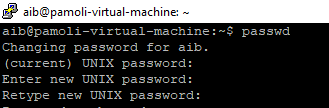 aib@pamoli-virtual-machine: ~
aib@pamoli-virtual-machine:~$ passwd
Changing password for aib.
(current) UNIX password:
Enter new UNIX password:
Retype new UNIX password: